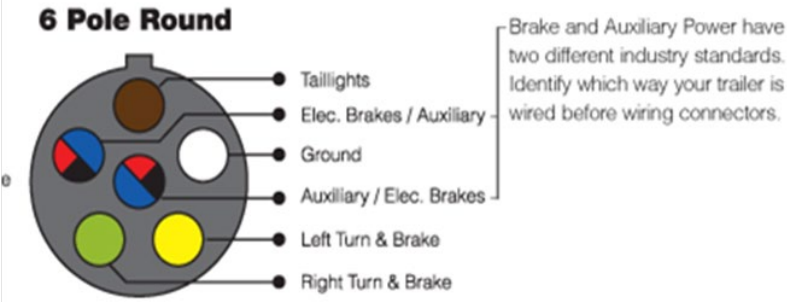 6 Pole Round
Taillights
Elec. Brakes / Auxiliary
Ground
Auxiliary / Elec. Brakes
Left Turn & Brake
Right Turn & Brake
Brake and Auxiliary Power have
two different industry standards.
Identify which way your trailer is
wired before wiring connectors.
e